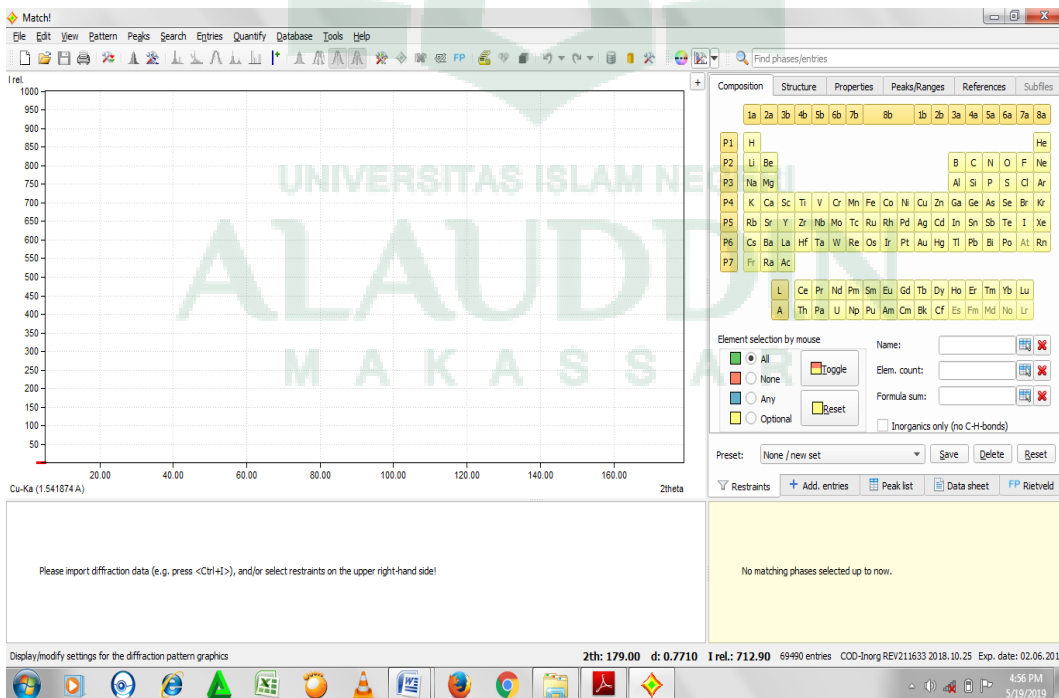 Match!
File Edit View Pattern Peaks Search Entries Quantify Database Tools Help
FP
Find phases/entries
I rel.
1000
950
900
850
800
750
700
650
600
550
500
450
400
350
300
250
200
150
100
50
20.00 40.00 60.00 80.00 100.00 120.00 140.00 160.00
Cu-Ka (1.541874 A) 2theta
UNIVERSITAS ISLAM NEGERI
ALAUDDIN
MAKASSAR
Composition Structure Properties Peaks/Ranges References Subfiles
1a 2a 3b 4b 5b 6b 7b 8b 1b 2b 3a 4a 5a 6a 7a 8a
P1 H He
P2 Li Be B C N O F Ne
P3 Na Mg Al Si P S Cl Ar
P4 K Ca Sc Ti V Cr Mn Fe Co Ni Cu Zn Ga Ge As Se Br Kr
P5 Rb Sr Y Zr Nb Mo Tc Ru Rh Pd Ag Cd In Sn Sb Te I Xe
P6 Cs Ba La Hf Ta W Re Os Ir Pt Au Hg Tl Pb Bi Po At Rn
P7 Fr Ra Ac
L Ce Pr Nd Pm Sm Eu Gd Tb Dy Ho Er Tm Yb Lu
A Th Pa U Np Pu Am Cm Bk Cf Es Fm Md No Lr
Element selection by mouse
All
None
Any
Optional
Toggle
Reset
Name:
Elem. count:
Formula sum:
Inorganics only (no C-H-bonds)
Preset: None / new set Save Delete Reset
Restraints + Add. entries Peak list Data sheet FP Rietveld
Please import diffraction data (e.g. press <Ctrl+I>), and/or select restraints on the upper right-hand side!
No matching phases selected up to now.
Display/modify settings for the diffraction pattern graphics
2th: 179.00 d: 0.7710 I rel.: 712.90 69490 entries COD-Inorg REV211633 2018.10.25 Exp. date: 02.06.201
4:56 PM
5/19/2019